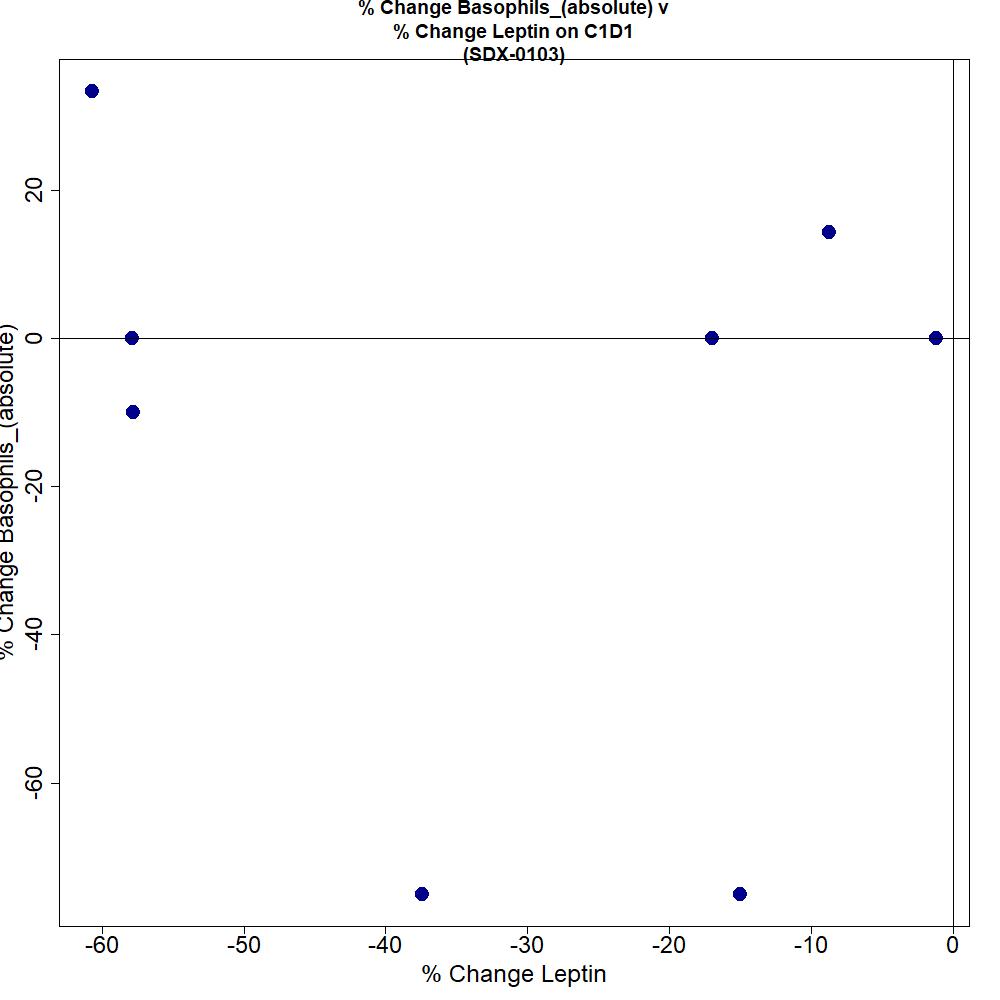 % Change Basophils_(absolute) v
% Change Leptin on C1D1
(SDX-0103)
% Change Basophils_(absolute)
20
0
-20
-40
-60
-60
-50
-40
-30
-20
-10
0
% Change Leptin